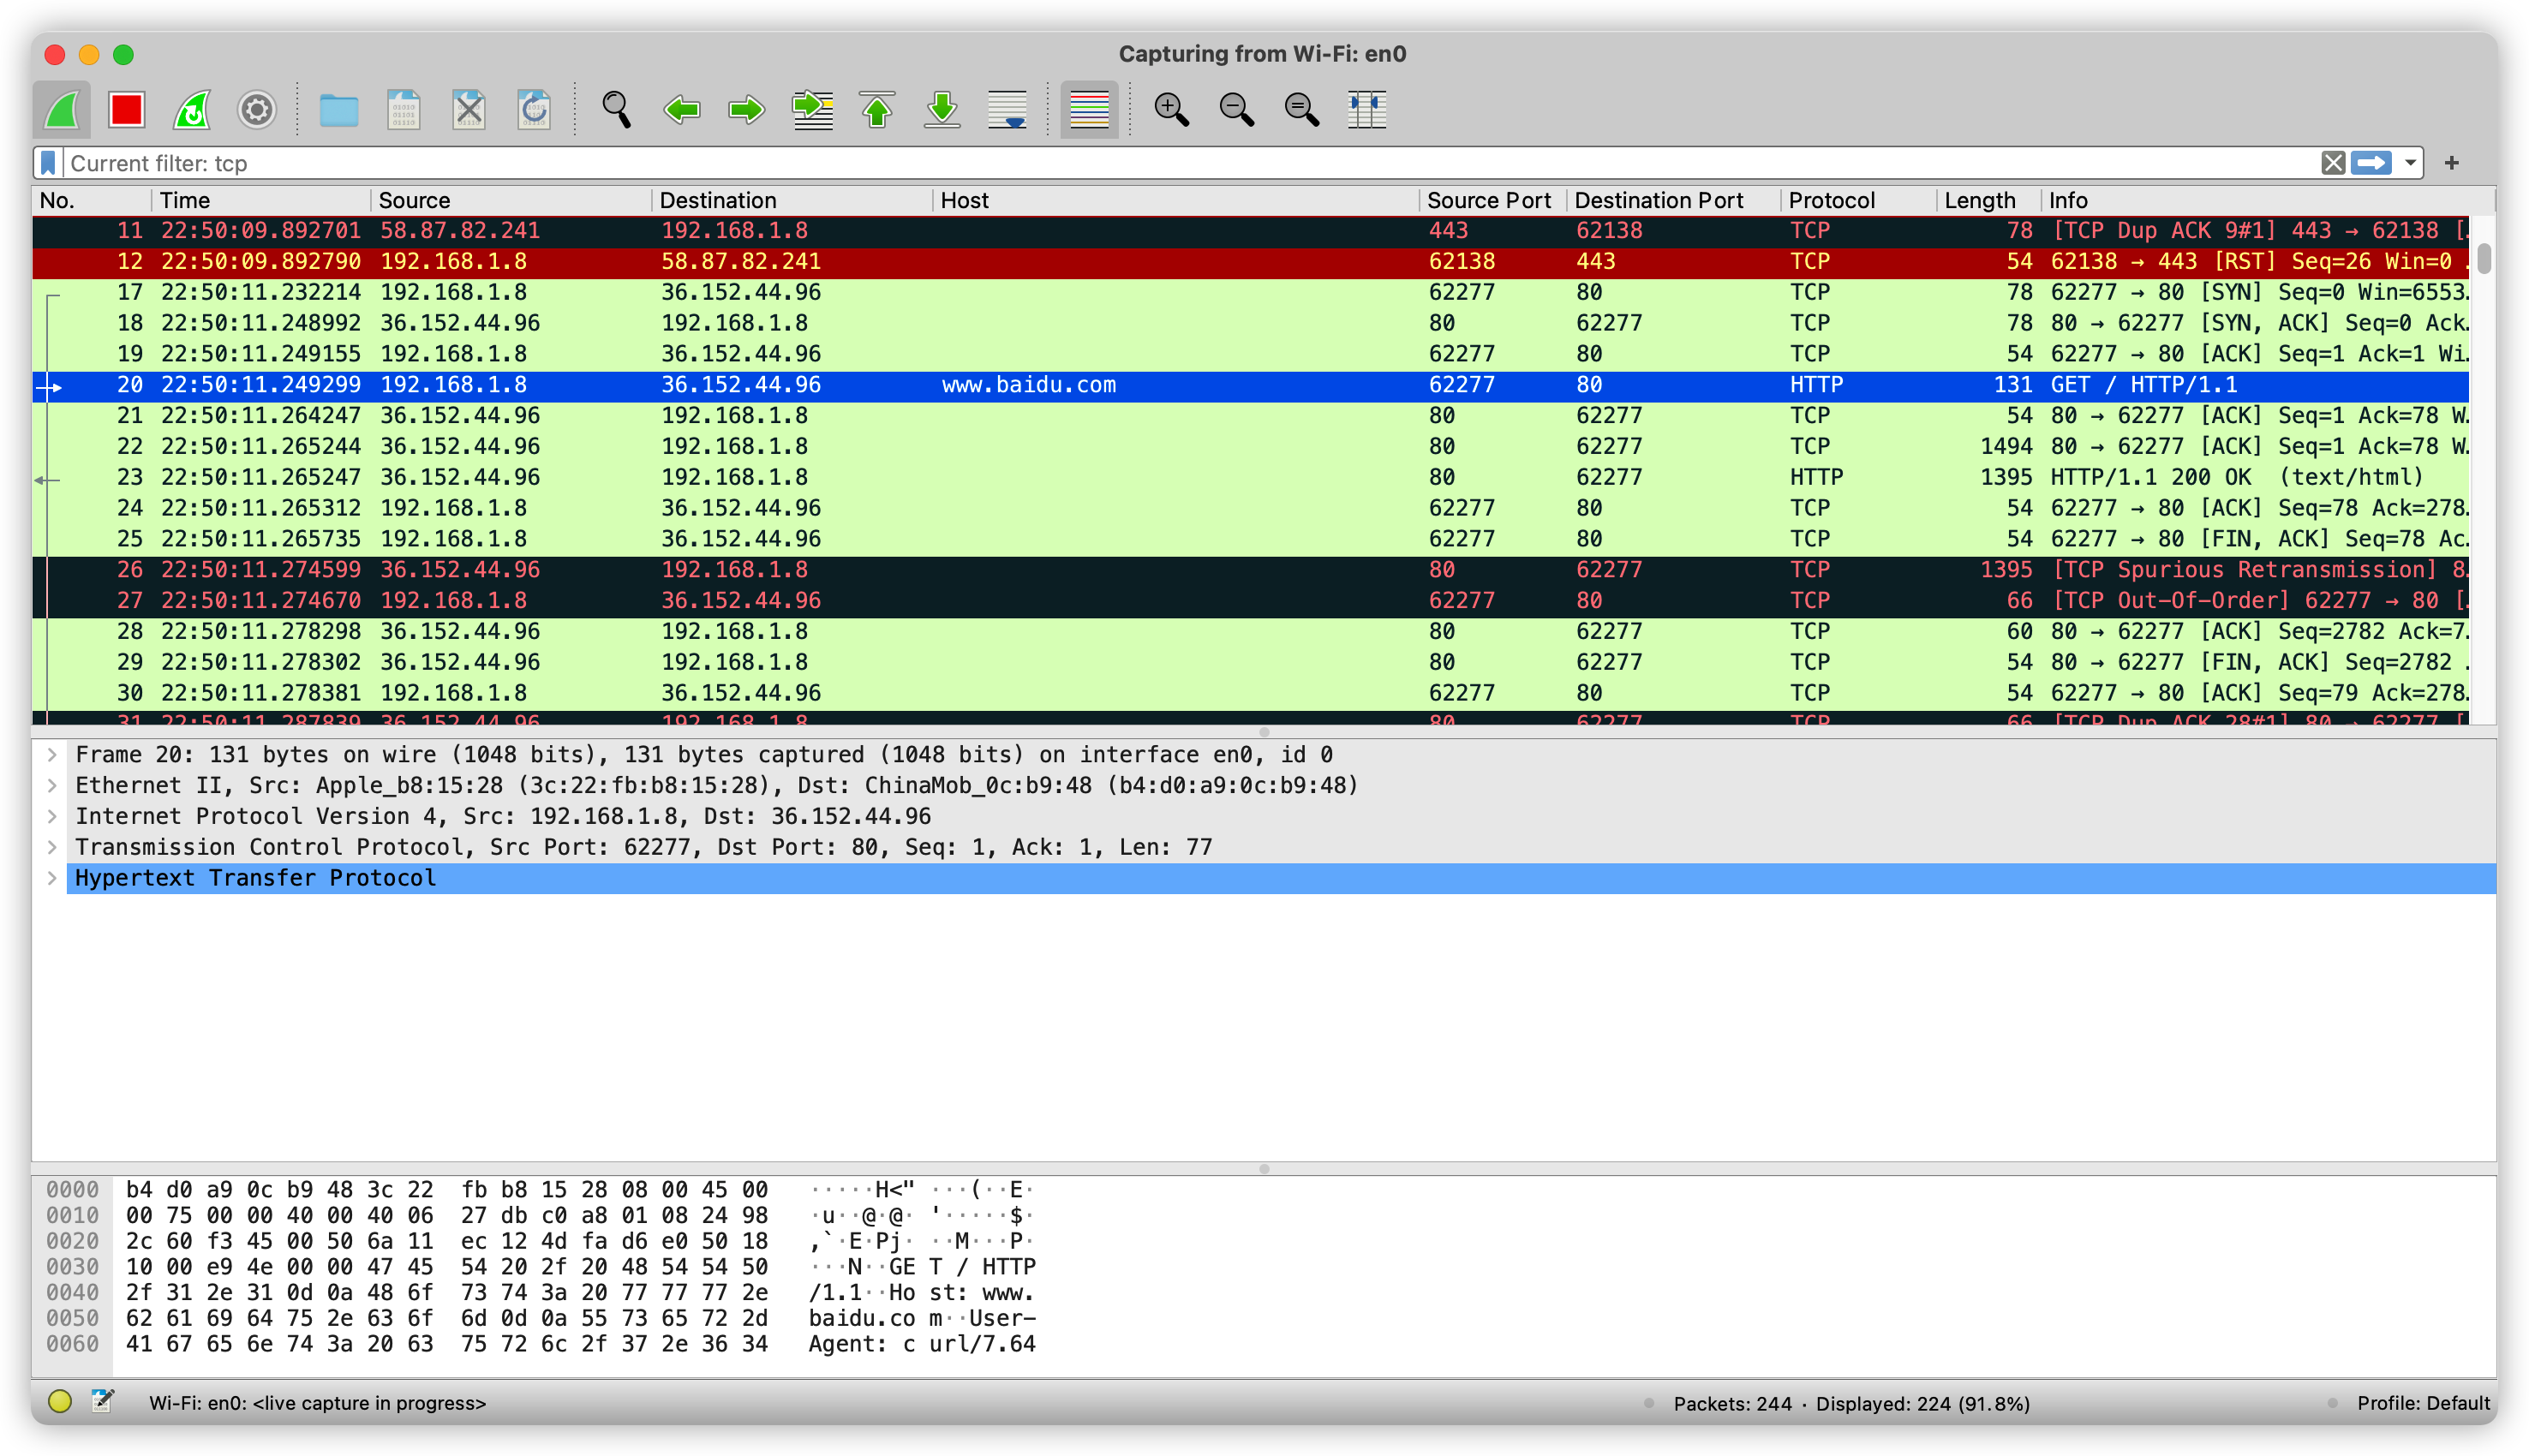 Capturing from Wi-Fi: en0
Current filter: tcp
No. Time Source Destination Host Source Port Destination Port Protocol Length Info
11 22:50:09.892701 58.87.82.241 192.168.1.8 443 62138 TCP 78 [TCP Dup ACK 9#1] 443 → 62138 [.
12 22:50:09.892790 192.168.1.8 58.87.82.241 62138 443 TCP 54 62138 → 443 [RST] Seq=26 Win=0 .
17 22:50:11.232214 192.168.1.8 36.152.44.96 62277 80 TCP 78 62277 → 80 [SYN] Seq=0 Win=6553.
18 22:50:11.248992 36.152.44.96 192.168.1.8 80 62277 TCP 78 80 → 62277 [SYN, ACK] Seq=0 Ack.
19 22:50:11.249155 192.168.1.8 36.152.44.96 62277 80 TCP 54 62277 → 80 [ACK] Seq=1 Ack=1 Wi.
20 22:50:11.249299 192.168.1.8 36.152.44.96 www.baidu.com 62277 80 HTTP 131 GET / HTTP/1.1
21 22:50:11.264247 36.152.44.96 192.168.1.8 80 62277 TCP 54 80 → 62277 [ACK] Seq=1 Ack=78 W.
22 22:50:11.265244 36.152.44.96 192.168.1.8 80 62277 TCP 1494 80 → 62277 [ACK] Seq=1 Ack=78 W.
23 22:50:11.265247 36.152.44.96 192.168.1.8 80 62277 HTTP 1395 HTTP/1.1 200 OK (text/html)
24 22:50:11.265312 192.168.1.8 36.152.44.96 62277 80 TCP 54 62277 → 80 [ACK] Seq=78 Ack=278.
25 22:50:11.265735 192.168.1.8 36.152.44.96 62277 80 TCP 54 62277 → 80 [FIN, ACK] Seq=78 Ac.
26 22:50:11.274599 36.152.44.96 192.168.1.8 80 62277 TCP 1395 [TCP Spurious Retransmission] 8.
27 22:50:11.274670 192.168.1.8 36.152.44.96 62277 80 TCP 66 [TCP Out-Of-Order] 62277 → 80 [.
28 22:50:11.278298 36.152.44.96 192.168.1.8 80 62277 TCP 60 80 → 62277 [ACK] Seq=2782 Ack=7.
29 22:50:11.278302 36.152.44.96 192.168.1.8 80 62277 TCP 54 80 → 62277 [FIN, ACK] Seq=2782 .
30 22:50:11.278381 192.168.1.8 36.152.44.96 62277 80 TCP 54 62277 → 80 [ACK] Seq=79 Ack=278.
31 22:50:11.287839 36.152.44.96 192.168.1.8 80 62277 TCP 66 [TCP Dup ACK 28#1] 80 → 62277 [
Frame 20: 131 bytes on wire (1048 bits), 131 bytes captured (1048 bits) on interface en0, id 0
Ethernet II, Src: Apple_b8:15:28 (3c:22:fb:b8:15:28), Dst: ChinaMob_0c:b9:48 (b4:d0:a9:0c:b9:48)
Internet Protocol Version 4, Src: 192.168.1.8, Dst: 36.152.44.96
Transmission Control Protocol, Src Port: 62277, Dst Port: 80, Seq: 1, Ack: 1, Len: 77
Hypertext Transfer Protocol
0000 b4 d0 a9 0c b9 48 3c 22 fb b8 15 28 08 00 45 00 ·····H<" ···(··E·
0010 00 75 00 00 40 00 40 06 27 db c0 a8 01 08 24 98 ·u··@·@· '·····$·
0020 2c 60 f3 45 00 50 6a 11 ec 12 4d fa d6 e0 50 18 ,`·E·Pj· ··M···P·
0030 10 00 e9 4e 00 00 47 45 54 20 2f 20 48 54 54 50 ···N··GE T / HTTP
0040 2f 31 2e 31 0d 0a 48 6f 73 74 3a 20 77 77 77 2e /1.1··Ho st: www.
0050 62 61 69 64 75 2e 63 6f 6d 0d 0a 55 73 65 72 2d baidu.co m··User-
0060 41 67 65 6e 74 3a 20 63 75 72 6c 2f 37 2e 36 34 Agent: c url/7.64
Wi-Fi: en0: <live capture in progress> Packets: 244 · Displayed: 224 (91.8%) Profile: Default